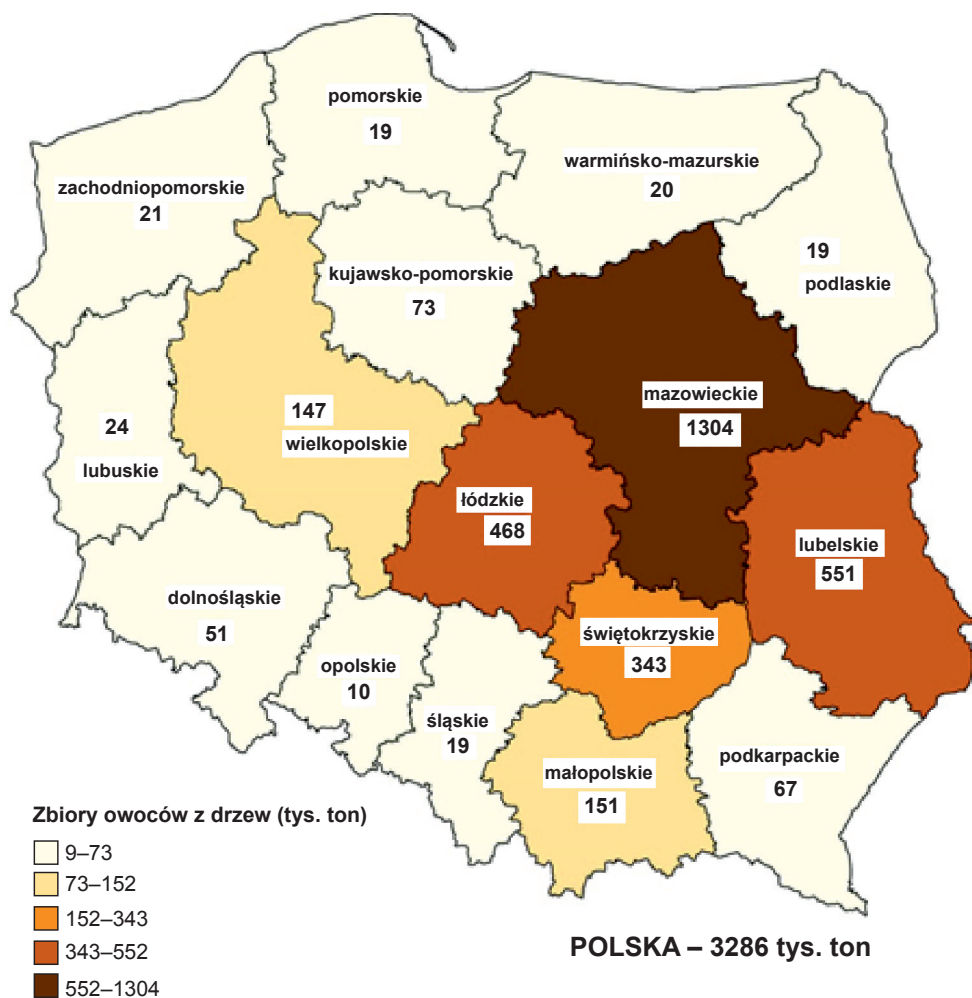 pomorskie
19
warmińsko-mazurskie
20
zachodniopomorskie
21
19
podlaskie
kujawsko-pomorskie
73
mazowieckie
1304
147
wielkopolskie
24
lubuskie
łódzkie
468
lubelskie
551
dolnośląskie
51
świętokrzyskie
343
opolskie
10
śląskie
19
małopolskie
151
podkarpackie
67
Zbiory owoców z drzew (tys. ton)
9–73
73–152
152–343
343–552
552–1304
POLSKA – 3286 tys. ton